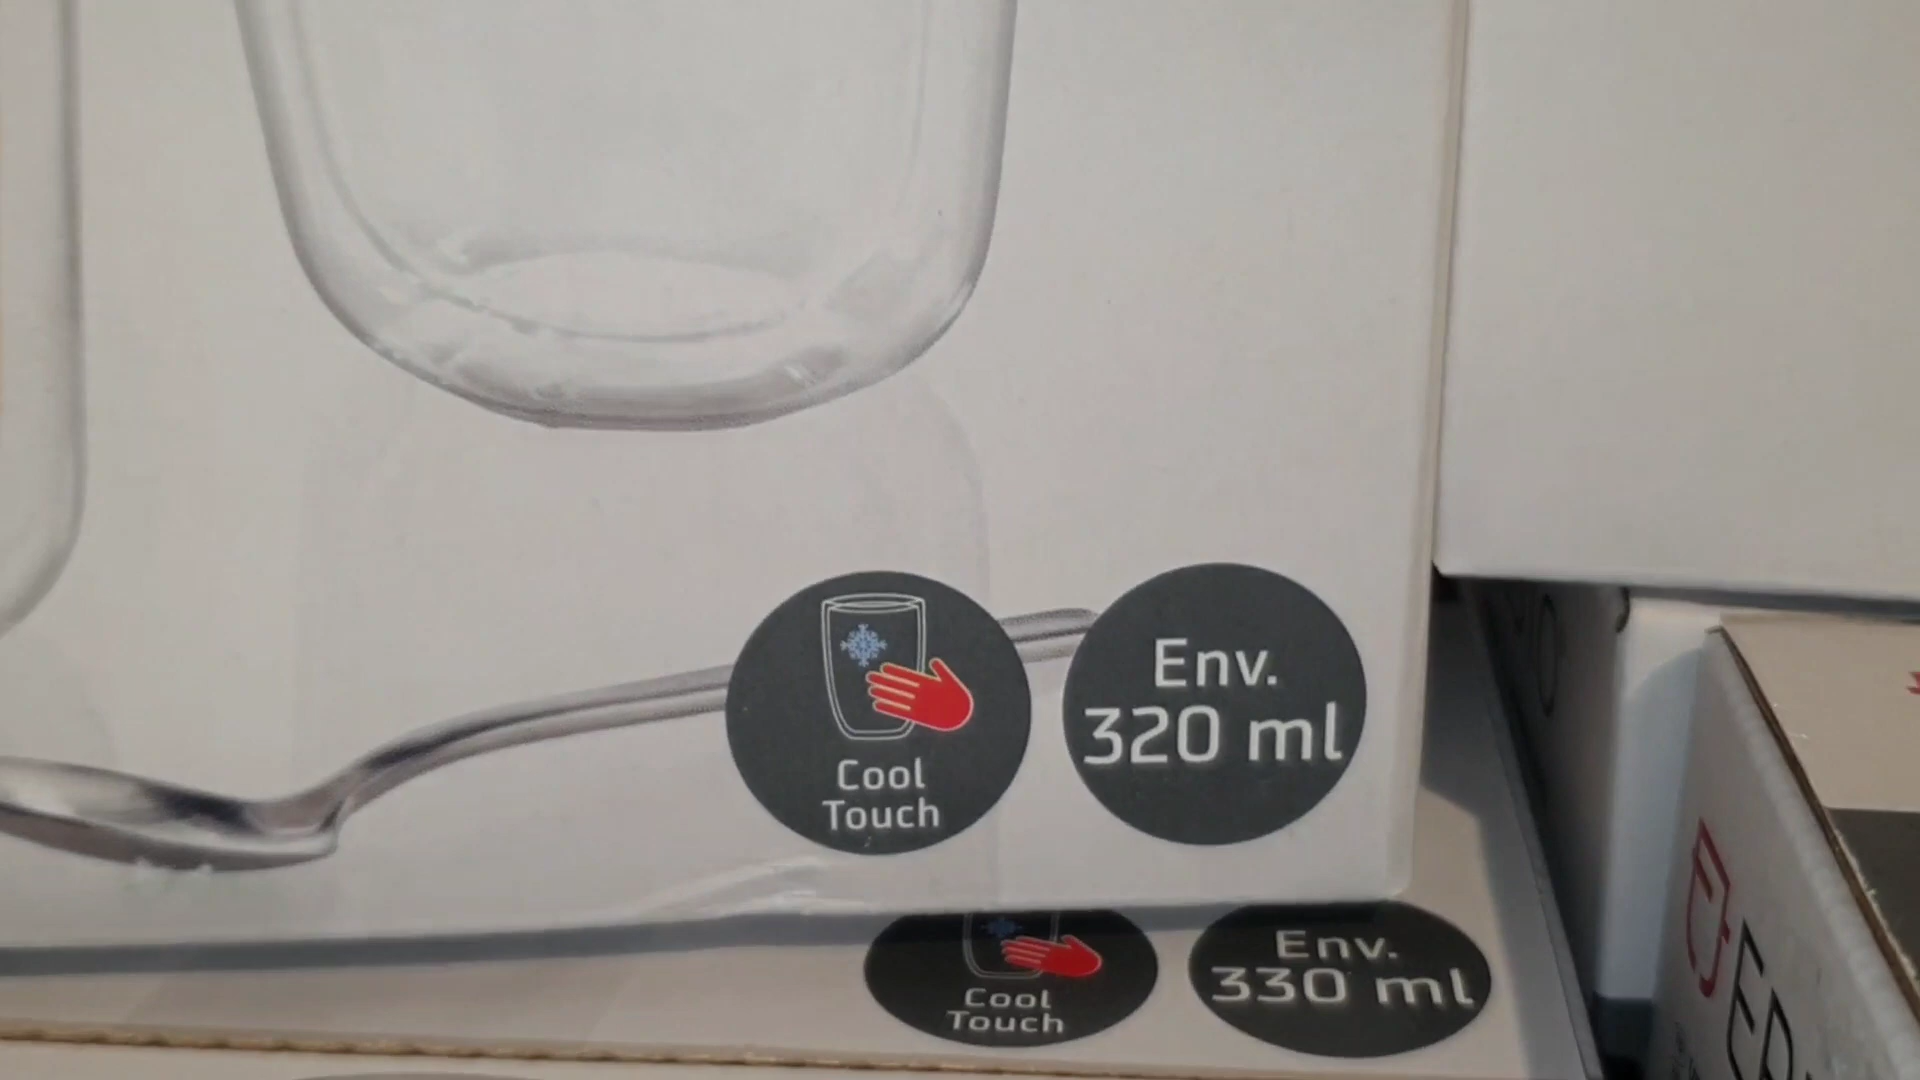 Cool
Touch
Env.
320 ml
Cool
Touch
Env.
330 ml